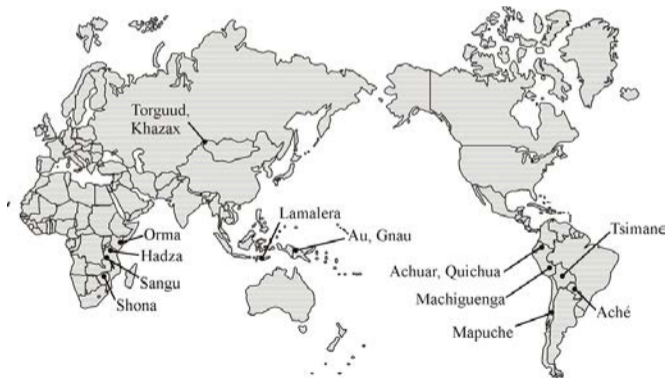 Torguud,
Khazax
Lamalera
Orma
Au, Gnau
Tsimane
Hadza
Achuar, Quichua
Sangu
Machiguenga
Shona
Aché
Mapuche